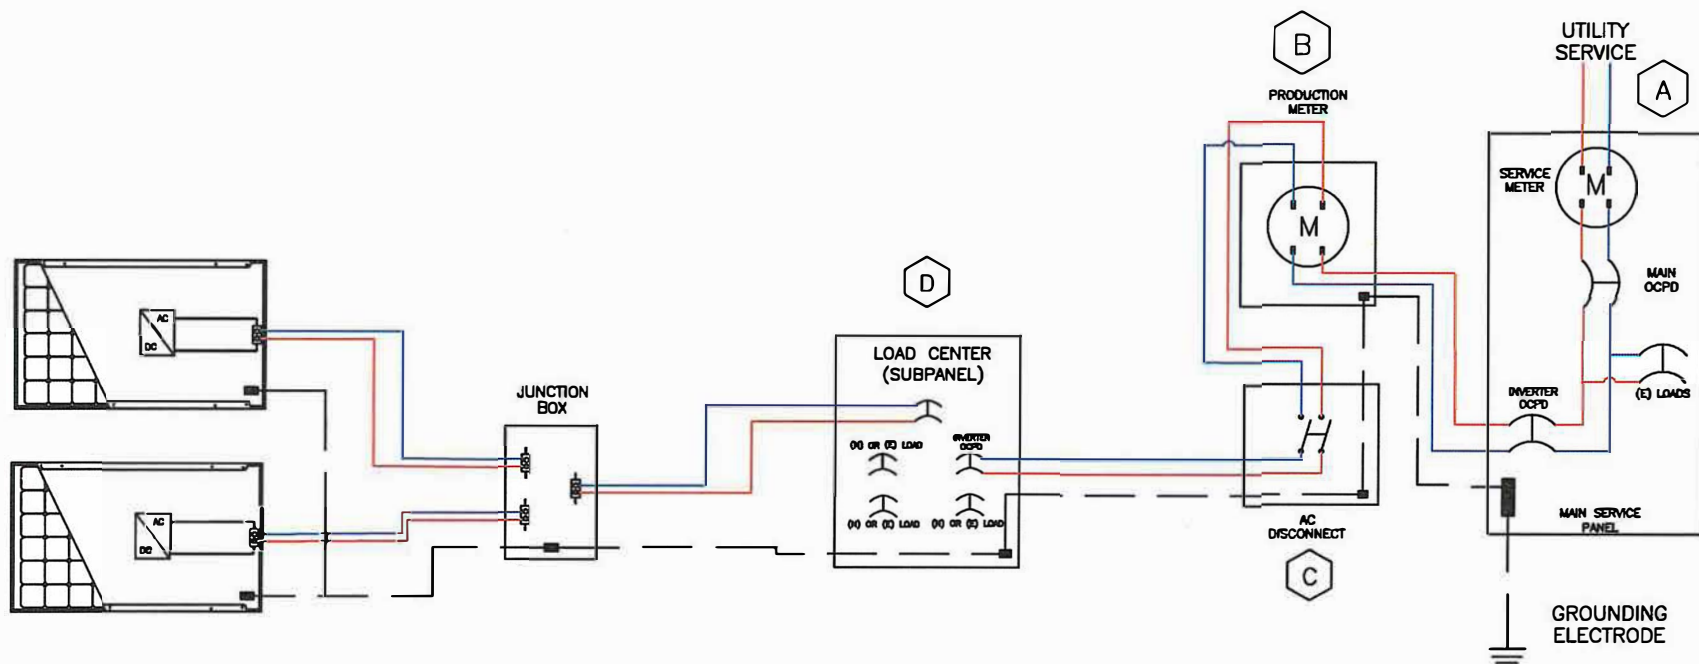 UTILITY
SERVICE
A
B
PRODUCTION
METER
SERVICE
METER
M
M
MAIN
OCPD
D
LOAD CENTER
(SUBPANEL)
AC
DC
JUNCTION
BOX
(N) OR (E) LOAD
INVERTER
OCPD
(N) OR (E) LOAD
(N) OR (E) LOAD
INVERTER
OCPD
(E) LOADS
AC
DC
AC
DISCONNECT
C
MAIN SERVICE
PANEL
GROUNDING
ELECTRODE